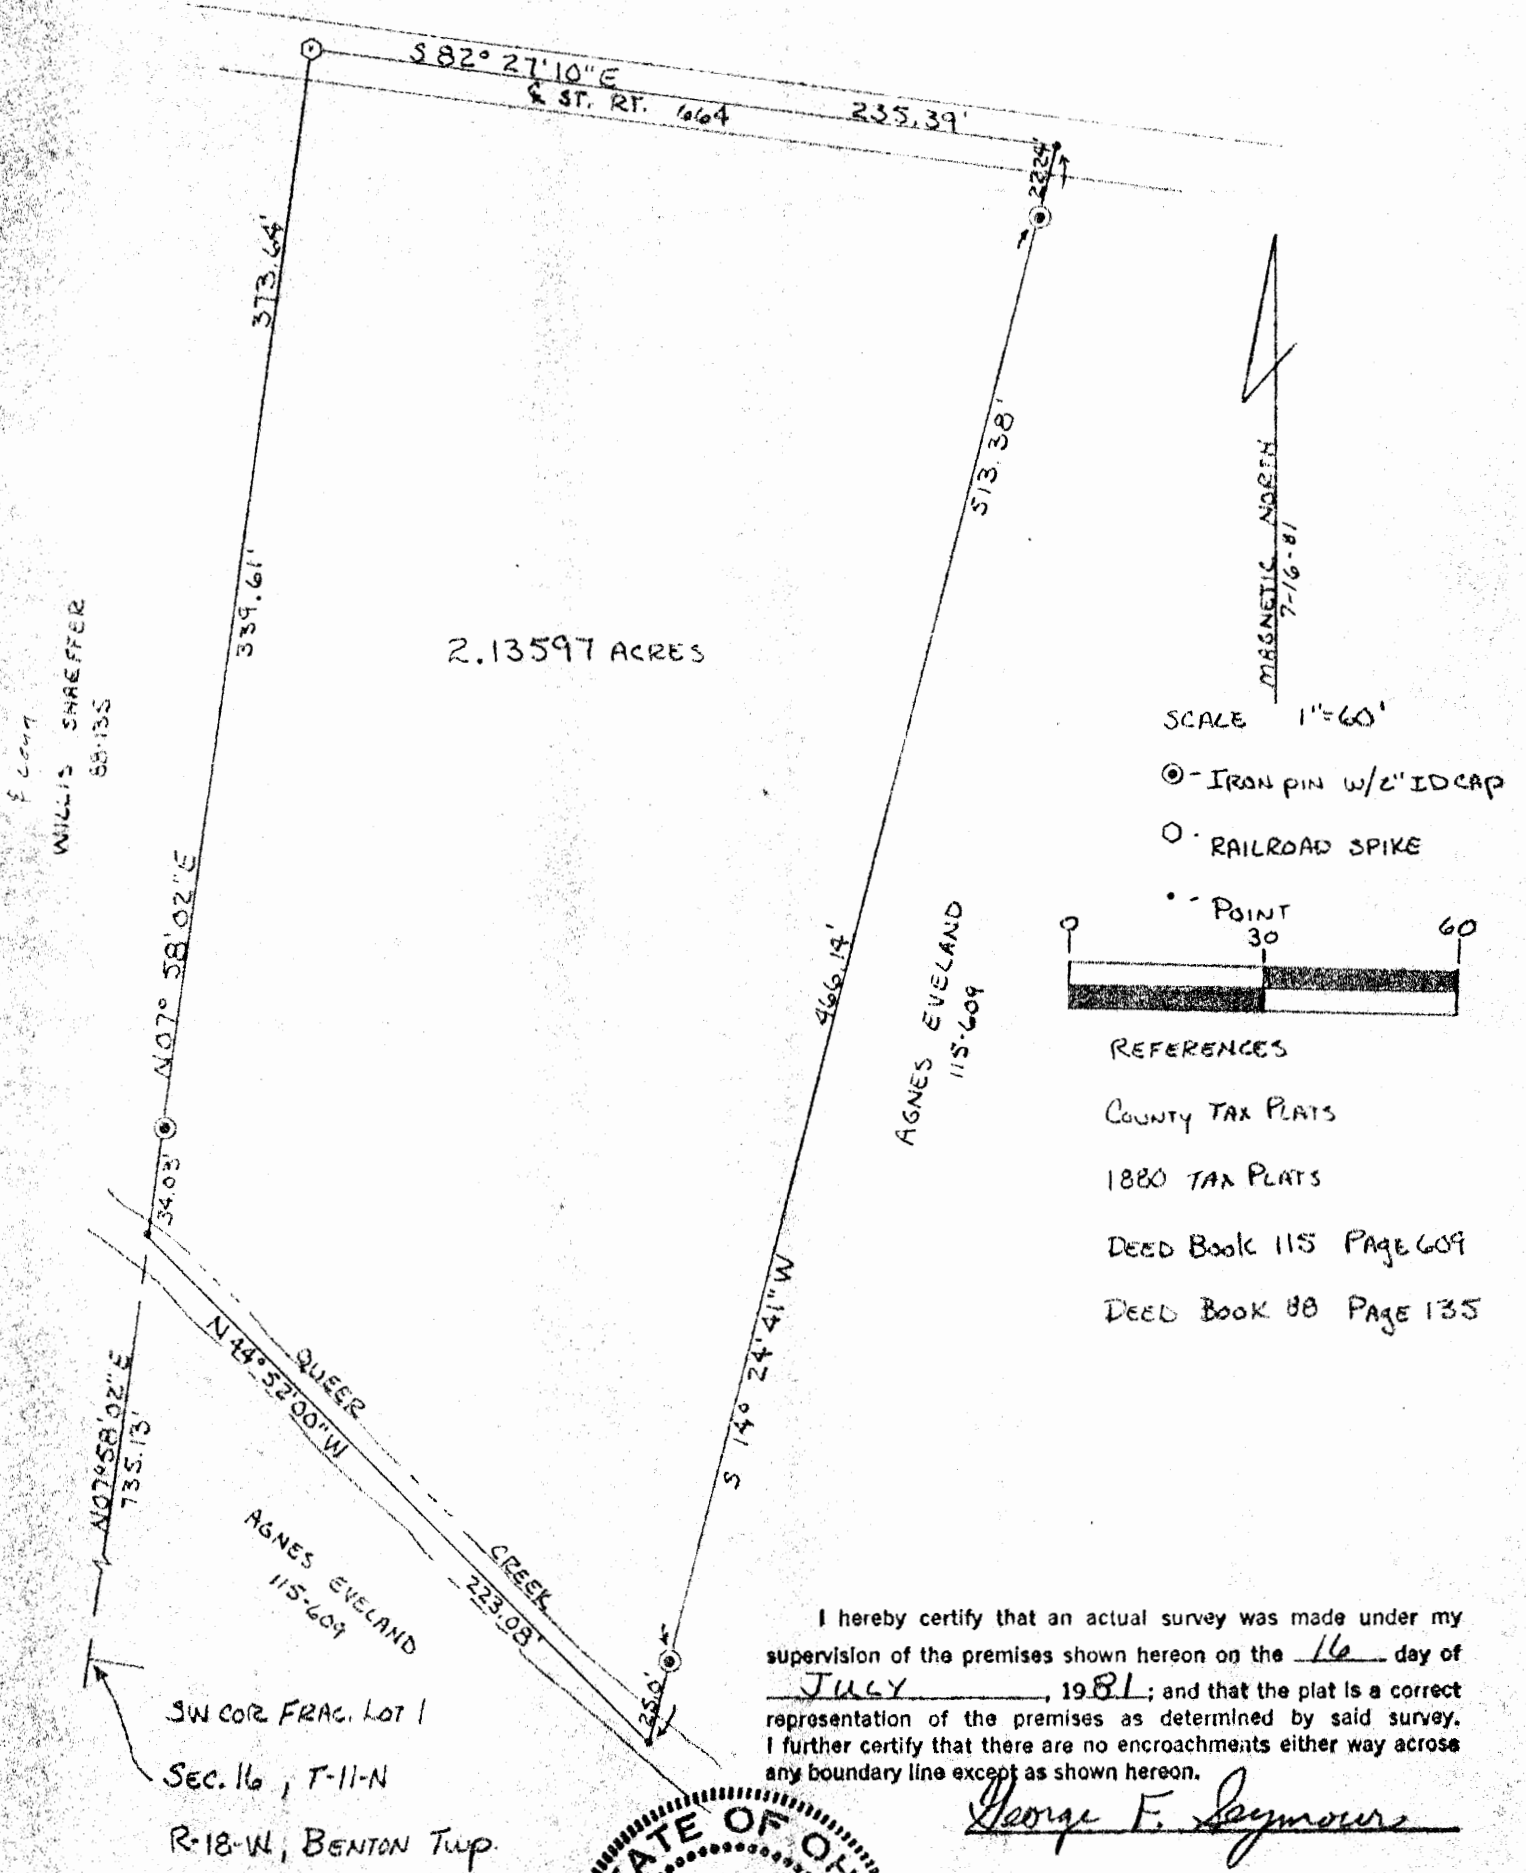 S 82° 27' 10" E
℄ ST. RT. 664
235.39'
22.24'
373.64'
339.61'
513.38'
2.13597 ACRES
WILLIS SHAEFFER
88-135
MAGNETIC NORTH
7-16-81
SCALE 1"=60'
- IRON PIN W/2" ID CAP
- RAILROAD SPIKE
- POINT
0 30 60
N07° 58' 02" E
466.14'
AGNES EVELAND
115-609
REFERENCES
COUNTY TAX PLATS
1880 TAX PLATS
DEED BOOK 115 PAGE 609
DEED BOOK 88 PAGE 135
34.03'
S 14° 24' 41" W
QUEER CREEK
N 44° 52' 00" W
223.08'
N07°58'02"E
735.13'
AGNES EVELAND
115-609
25.0'
SW COR FRAC. LOT 1
SEC. 16, T-11-N
R-18-W, BENTON TWP.
I hereby certify that an actual survey was made under my
supervision of the premises shown hereon on the 16 day of
JULY, 1981; and that the plat is a correct
representation of the premises as determined by said survey.
I further certify that there are no encroachments either way across
any boundary line except as shown hereon.
George F. Seymours
ATE OF OH